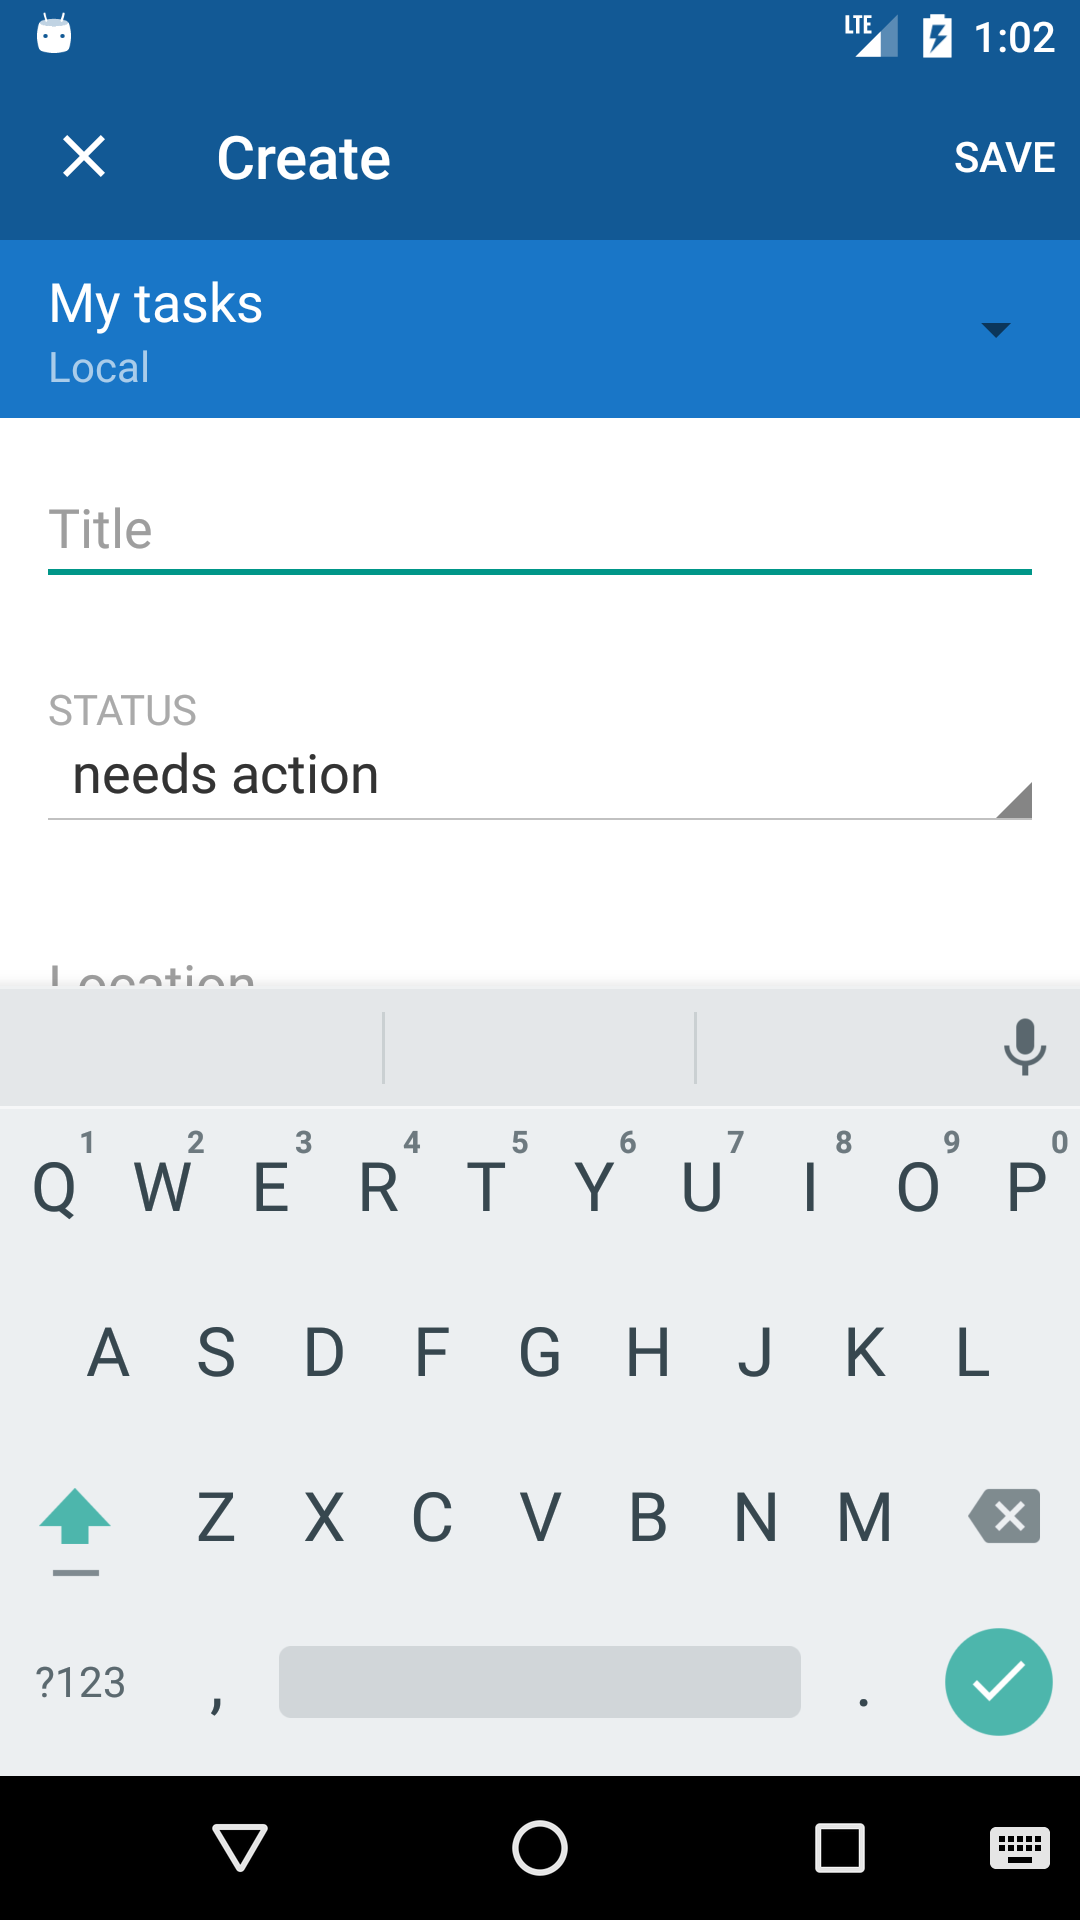 LTE 1:02
Create SAVE
My tasks
Local
Title
STATUS
needs action
Location
1 2 3 4 5 6 7 8 9 0
Q W E R T Y U I O P
A S D F G H J K L
Z X C V B N M
?123 , .